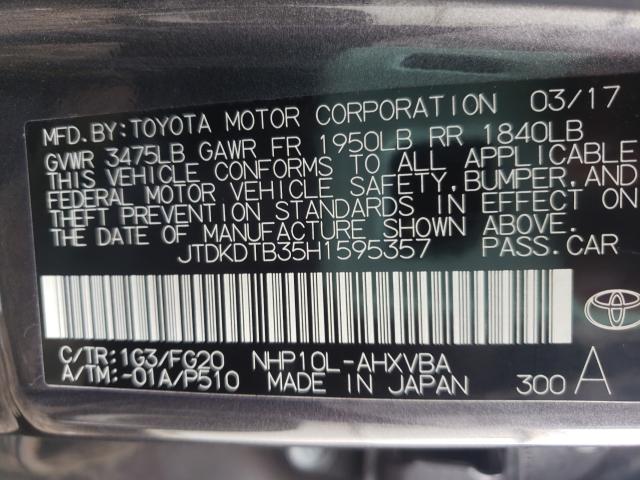 MFD.BY:TOYOTA MOTOR CORPORATION 03/17
GVWR 3475LB GAWR FR 1950LB RR 1840LB
THIS VEHICLE CONFORMS TO ALL APPLICABLE
FEDERAL MOTOR VEHICLE SAFETY,BUMPER,AND
THEFT PREVENTION STANDARDS IN EFFECT ON
THE DATE OF MANUFACTURE SHOWN ABOVE.
JTDKDTB35H1595357 PASS.CAR
C/TR:1G3/FG20 NHP10L-AHXVBA
A/TM:-01A/P510 MADE IN JAPAN 300 A